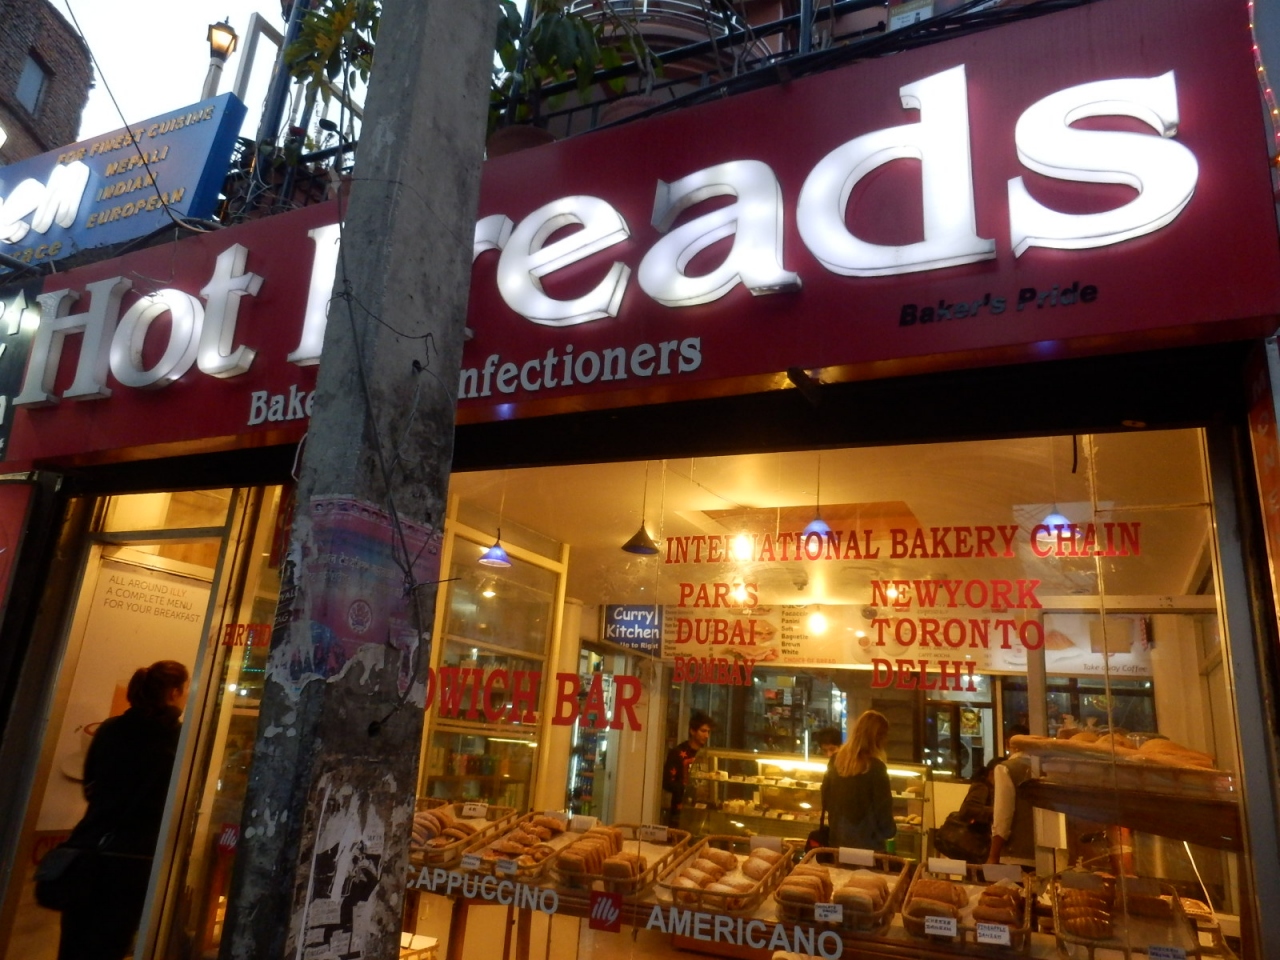 FOR FINEST CUISINE
NEPALI
INDIAN
EUROPEAN
Hot reads
Baker's Pride
Bake nfectioners
ALL AROUND ILLY
A COMPLETE MENU
FOR YOUR BREAKFAST
INTERNATIONAL BAKERY CHAIN
PARIS NEWYORK
DUBAI TORONTO
BOMBAY DELHI
Curry
Kitchen
DWICH BAR
CAPPUCCINO
illy
AMERICANO
illy